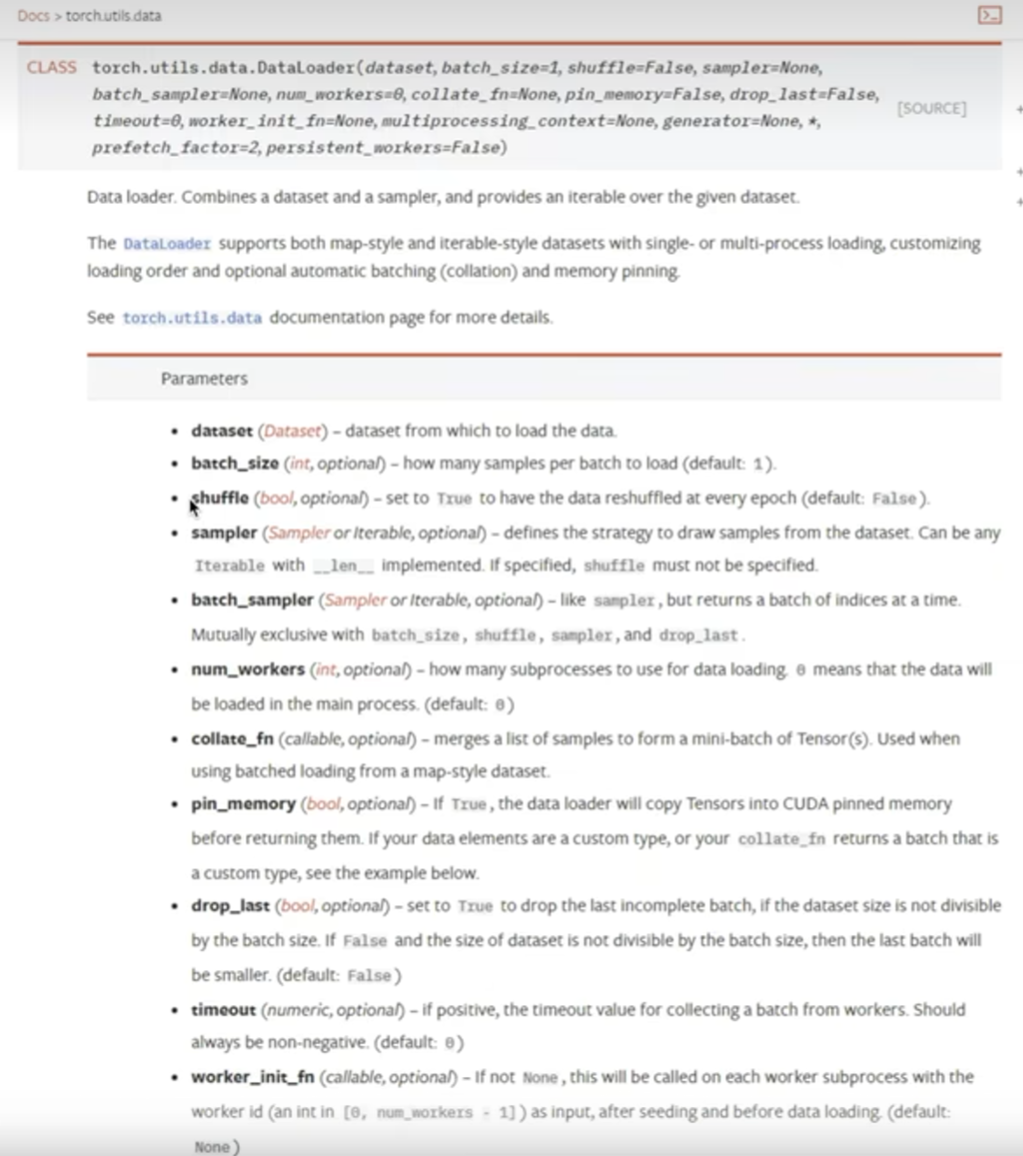 Docs > torch.utils.data
CLASS torch.utils.data.DataLoader(dataset, batch_size=1, shuffle=False, sampler=None,
batch_sampler=None, num_workers=0, collate_fn=None, pin_memory=False, drop_last=False,
[SOURCE]
timeout=0, worker_init_fn=None, multiprocessing_context=None, generator=None, *,
prefetch_factor=2, persistent_workers=False)
Data loader. Combines a dataset and a sampler, and provides an iterable over the given dataset.
The DataLoader supports both map-style and iterable-style datasets with single- or multi-process loading, customizing
loading order and optional automatic batching (collation) and memory pinning.
See torch.utils.data documentation page for more details.
Parameters
• dataset (Dataset) – dataset from which to load the data.
• batch_size (int, optional) – how many samples per batch to load (default: 1).
• shuffle (bool, optional) – set to True to have the data reshuffled at every epoch (default: False).
• sampler (Sampler or Iterable, optional) – defines the strategy to draw samples from the dataset. Can be any
Iterable with __len__ implemented. If specified, shuffle must not be specified.
• batch_sampler (Sampler or Iterable, optional) – like sampler, but returns a batch of indices at a time.
Mutually exclusive with batch_size, shuffle, sampler, and drop_last.
• num_workers (int, optional) – how many subprocesses to use for data loading. 0 means that the data will
be loaded in the main process. (default: 0)
• collate_fn (callable, optional) – merges a list of samples to form a mini-batch of Tensor(s). Used when
using batched loading from a map-style dataset.
• pin_memory (bool, optional) – If True, the data loader will copy Tensors into CUDA pinned memory
before returning them. If your data elements are a custom type, or your collate_fn returns a batch that is
a custom type, see the example below.
• drop_last (bool, optional) – set to True to drop the last incomplete batch, if the dataset size is not divisible
by the batch size. If False and the size of dataset is not divisible by the batch size, then the last batch will
be smaller. (default: False)
• timeout (numeric, optional) – if positive, the timeout value for collecting a batch from workers. Should
always be non-negative. (default: 0)
• worker_init_fn (callable, optional) – If not None, this will be called on each worker subprocess with the
worker id (an int in [0, num_workers - 1]) as input, after seeding and before data loading. (default:
None)